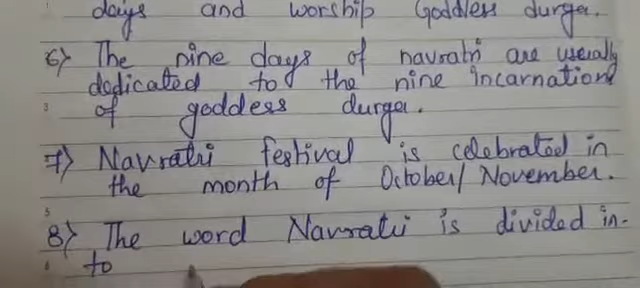 days and worship Goddess durga.
6) The nine days of navratri are usually
dedicated to the nine incarnation
of goddess durga.
7) Navratri festival is celebrated in
the month of October/November.
8) The word Navratri is divided in-
to